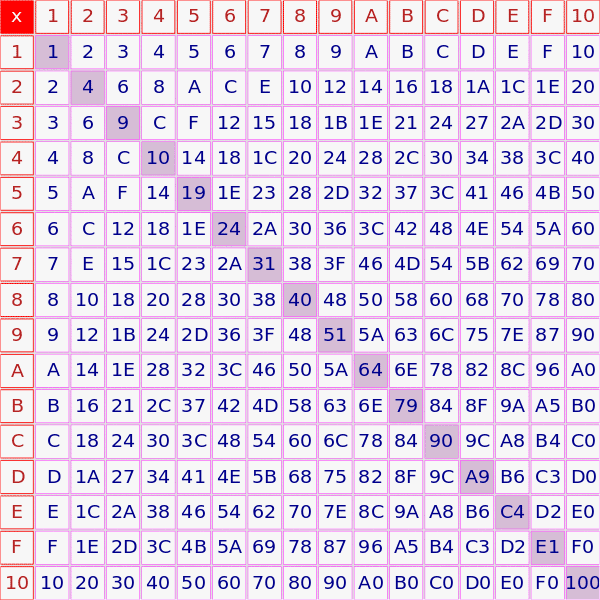 x 1 2 3 4 5 6 7 8 9 A B C D E F 10
1 1 2 3 4 5 6 7 8 9 A B C D E F 10
2 2 4 6 8 A C E 10 12 14 16 18 1A 1C 1E 20
3 3 6 9 C F 12 15 18 1B 1E 21 24 27 2A 2D 30
4 4 8 C 10 14 18 1C 20 24 28 2C 30 34 38 3C 40
5 5 A F 14 19 1E 23 28 2D 32 37 3C 41 46 4B 50
6 6 C 12 18 1E 24 2A 30 36 3C 42 48 4E 54 5A 60
7 7 E 15 1C 23 2A 31 38 3F 46 4D 54 5B 62 69 70
8 8 10 18 20 28 30 38 40 48 50 58 60 68 70 78 80
9 9 12 1B 24 2D 36 3F 48 51 5A 63 6C 75 7E 87 90
A A 14 1E 28 32 3C 46 50 5A 64 6E 78 82 8C 96 A0
B B 16 21 2C 37 42 4D 58 63 6E 79 84 8F 9A A5 B0
C C 18 24 30 3C 48 54 60 6C 78 84 90 9C A8 B4 C0
D D 1A 27 34 41 4E 5B 68 75 82 8F 9C A9 B6 C3 D0
E E 1C 2A 38 46 54 62 70 7E 8C 9A A8 B6 C4 D2 E0
F F 1E 2D 3C 4B 5A 69 78 87 96 A5 B4 C3 D2 E1 F0
10 10 20 30 40 50 60 70 80 90 A0 B0 C0 D0 E0 F0 100